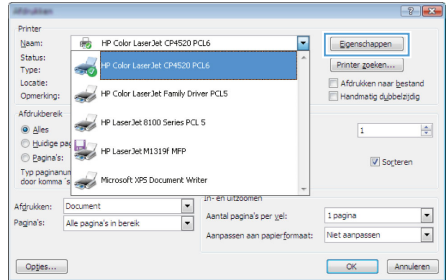 Afdrukken
Printer
Naam: HP Color LaserJet CP4520 PCL6 Eigenschappen
Status: HP Color LaserJet CP4520 PCL6
Type: Printer zoeken...
Locatie: HP Color LaserJet Family Driver PCL5 Afdrukken naar bestand
Opmerking: Handmatig dubbelzijdig
Afdrukbereik HP LaserJet 8100 Series PCL 5
Alles 1
Huidige pag
HP LaserJet M1319f MFP
Pagina's: Sorteren
Typ paginanum
Microsoft XPS Document Writer
door komma's
In- en uitzoomen
Afdrukken: Document
Aantal pagina's per vel: 1 pagina
Pagina's: Alle pagina's in bereik
Aanpassen aan papierformaat: Niet aanpassen
Opties... OK Annuleren